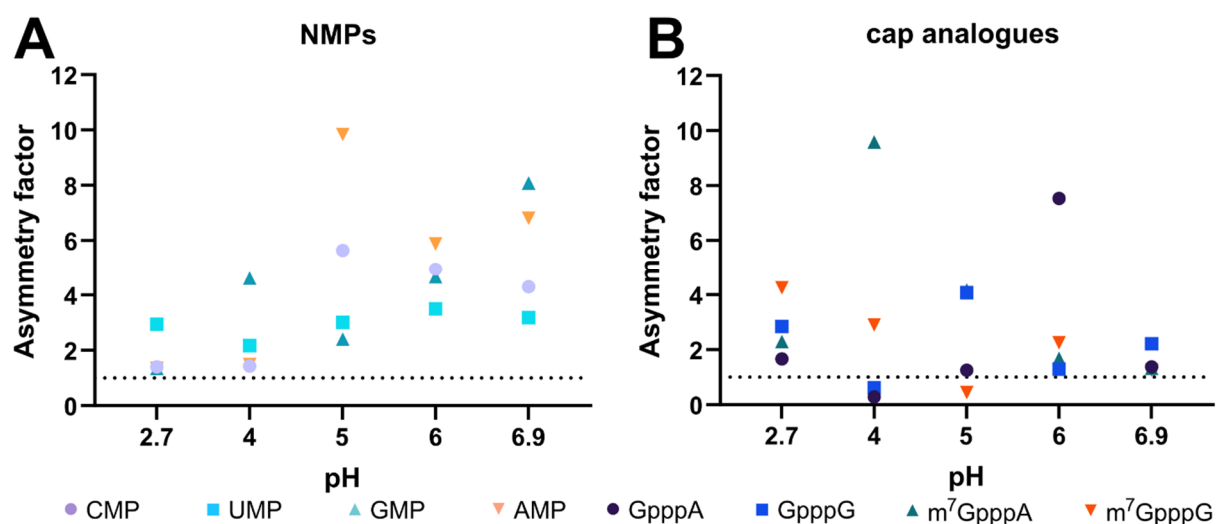 A
NMPs
12
10
8
6
4
2
0
Asymmetry factor
2.7 4 5 6 6.9
pH
B
cap analogues
12
10
8
6
4
2
0
Asymmetry factor
2.7 4 5 6 6.9
pH
CMP UMP GMP AMP GpppA GpppG m⁷GpppA m⁷GpppG